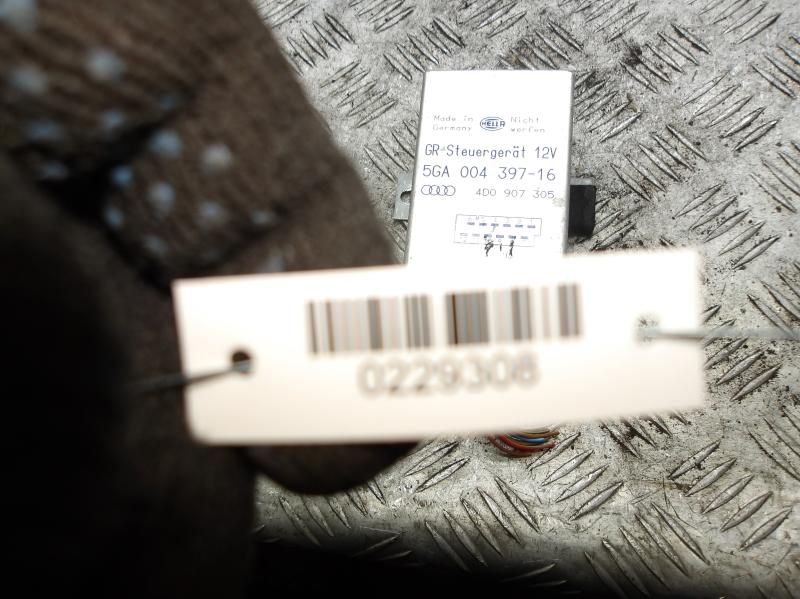 Made in HELLA Nicht
Germany werfen
GR-Steuergerät 12V
5GA 004 397-16
4D0 907 305
0229308